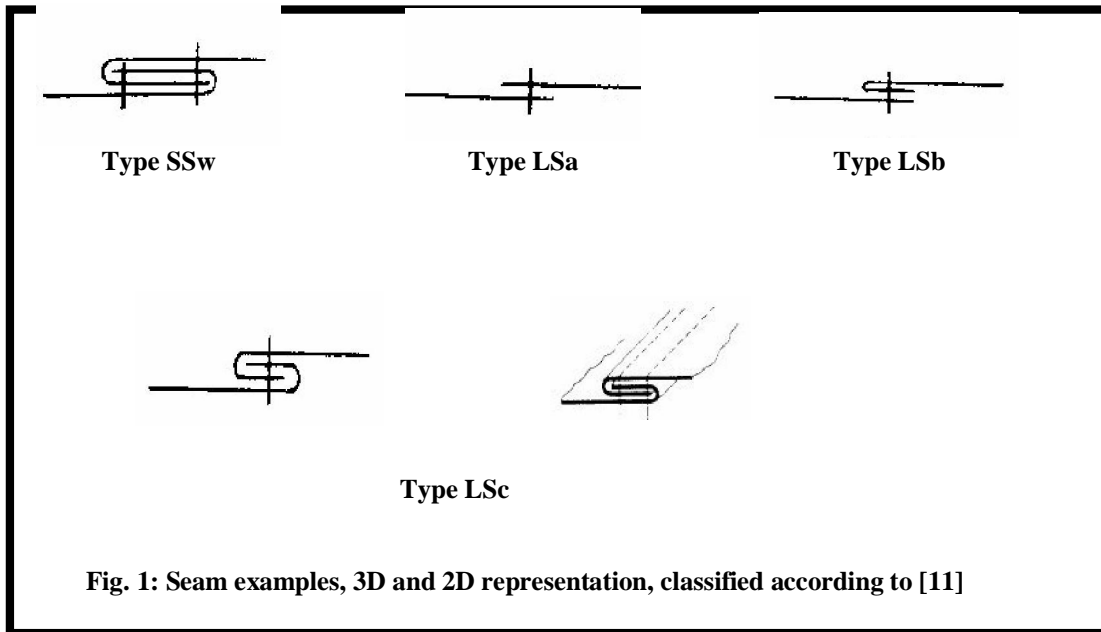 Type SSw
Type LSa
Type LSb
Type LSc
Fig. 1: Seam examples, 3D and 2D representation, classified according to [11]